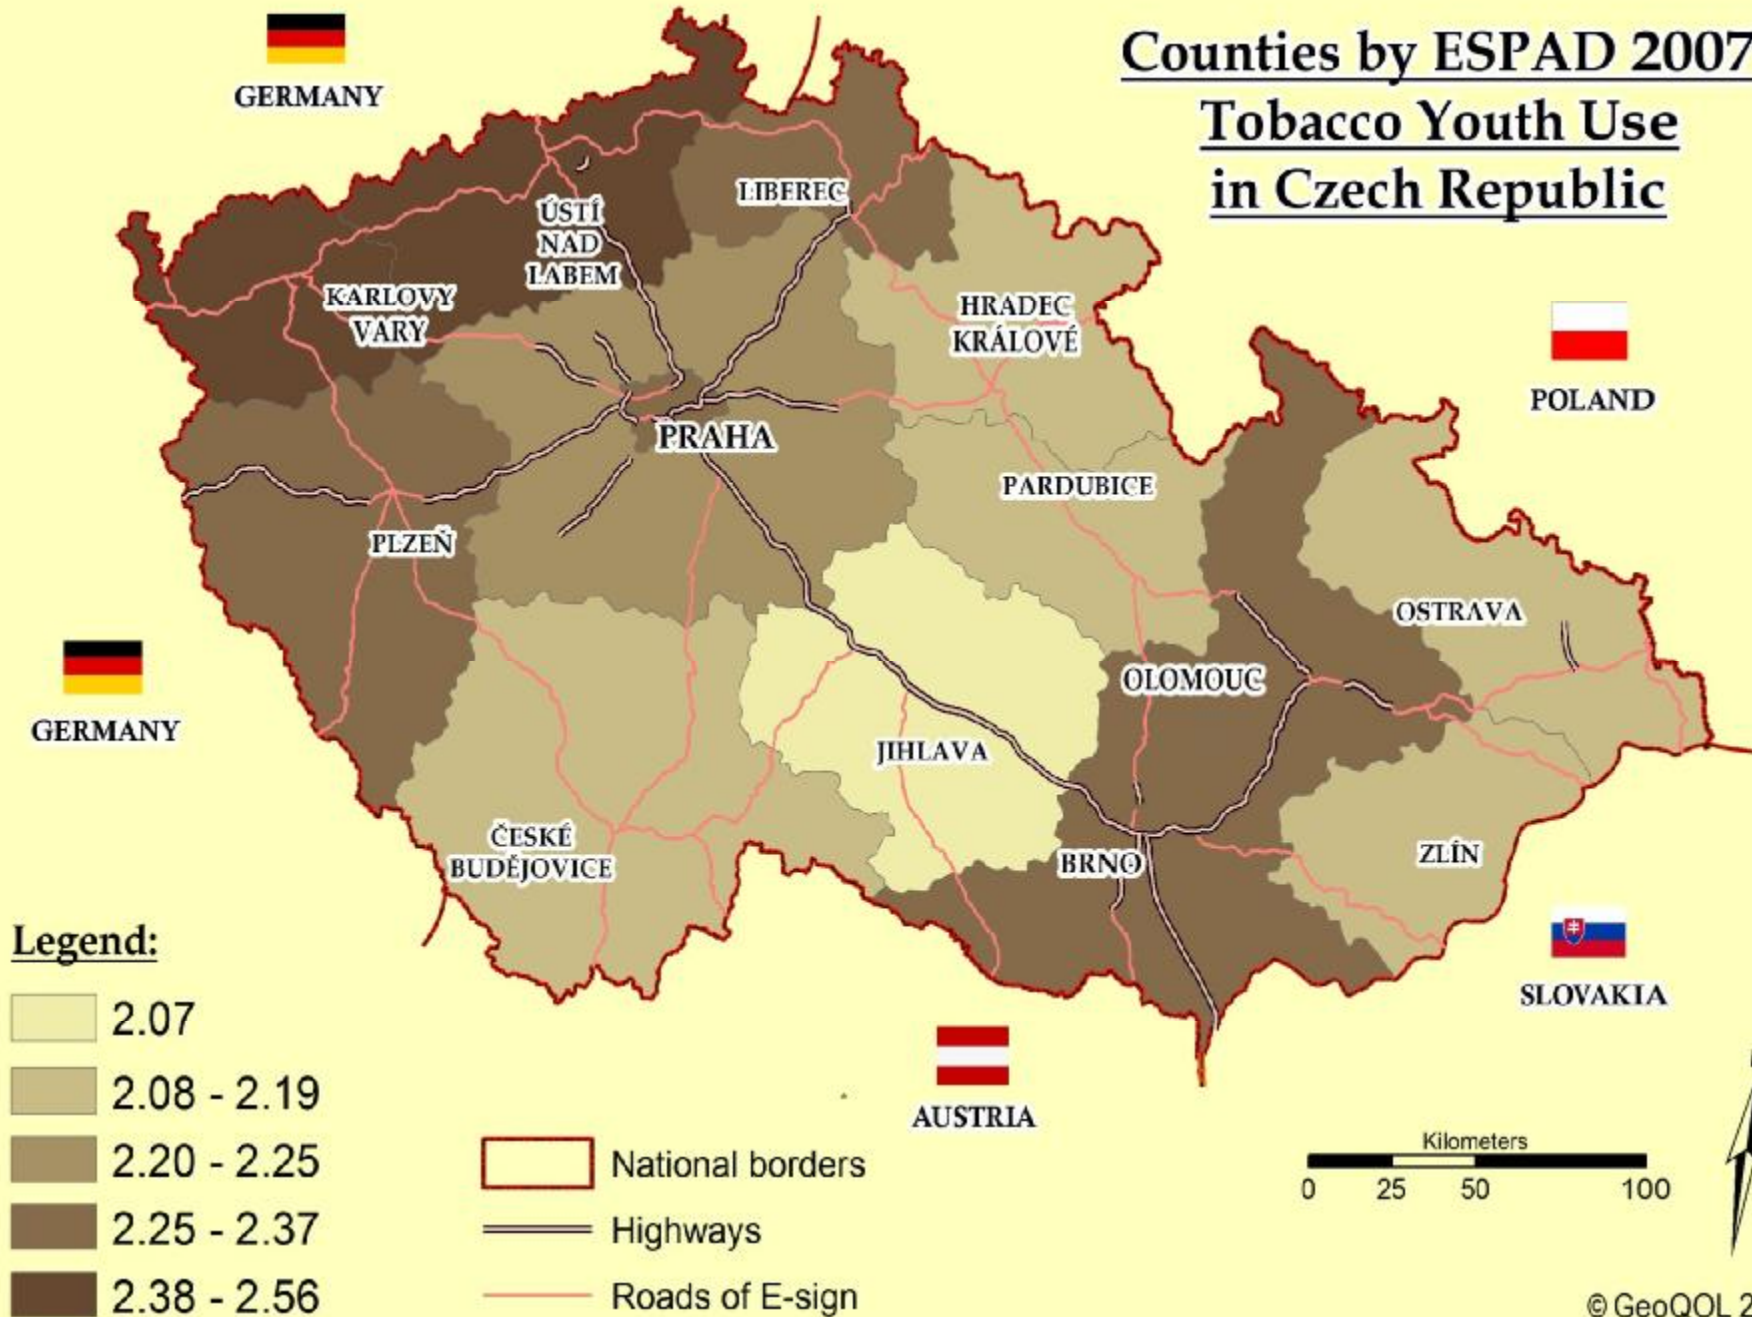 Counties by ESPAD 2007
Tobacco Youth Use
in Czech Republic
GERMANY
LIBEREC
ÚSTÍ
NAD
LABEM
KARLOVY
VARY
HRADEC
KRÁLOVÉ
POLAND
PRAHA
PARDUBICE
PLZEŇ
OSTRAVA
OLOMOUC
GERMANY
JIHLAVA
ČESKÉ
BUDĚJOVICE
BRNO
ZLÍN
SLOVAKIA
AUSTRIA
Legend:
2.07
2.08 - 2.19
2.20 - 2.25
2.25 - 2.37
2.38 - 2.56
National borders
Highways
Roads of E-sign
Kilometers
0 25 50 100
© GeoQOL 2